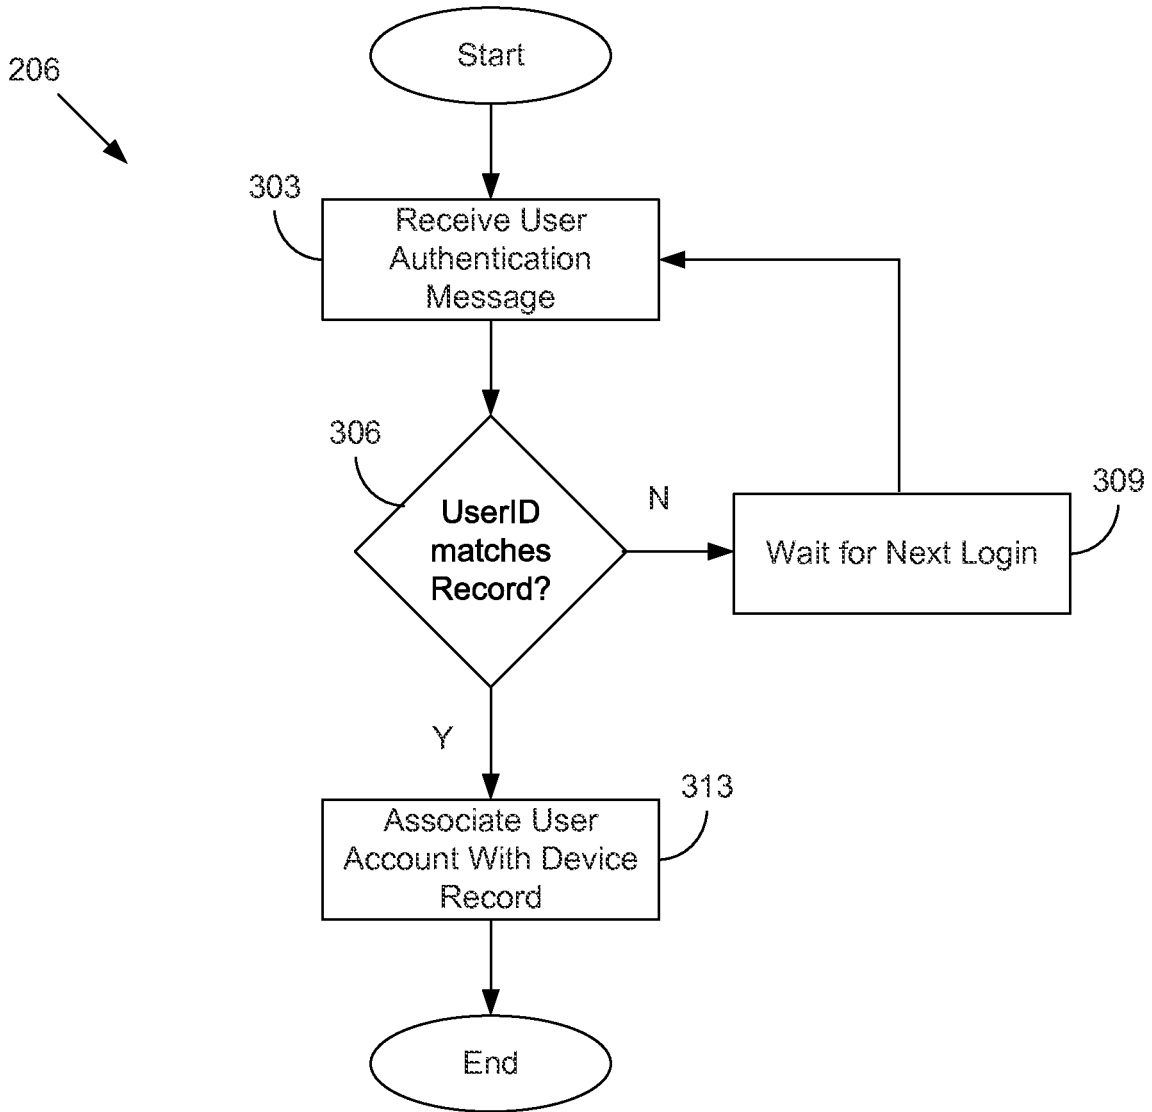 Start
206
303
Receive User
Authentication
Message
306
UserID
matches
Record?
N
309
Wait for Next Login
Y
313
Associate User
Account With Device
Record
End